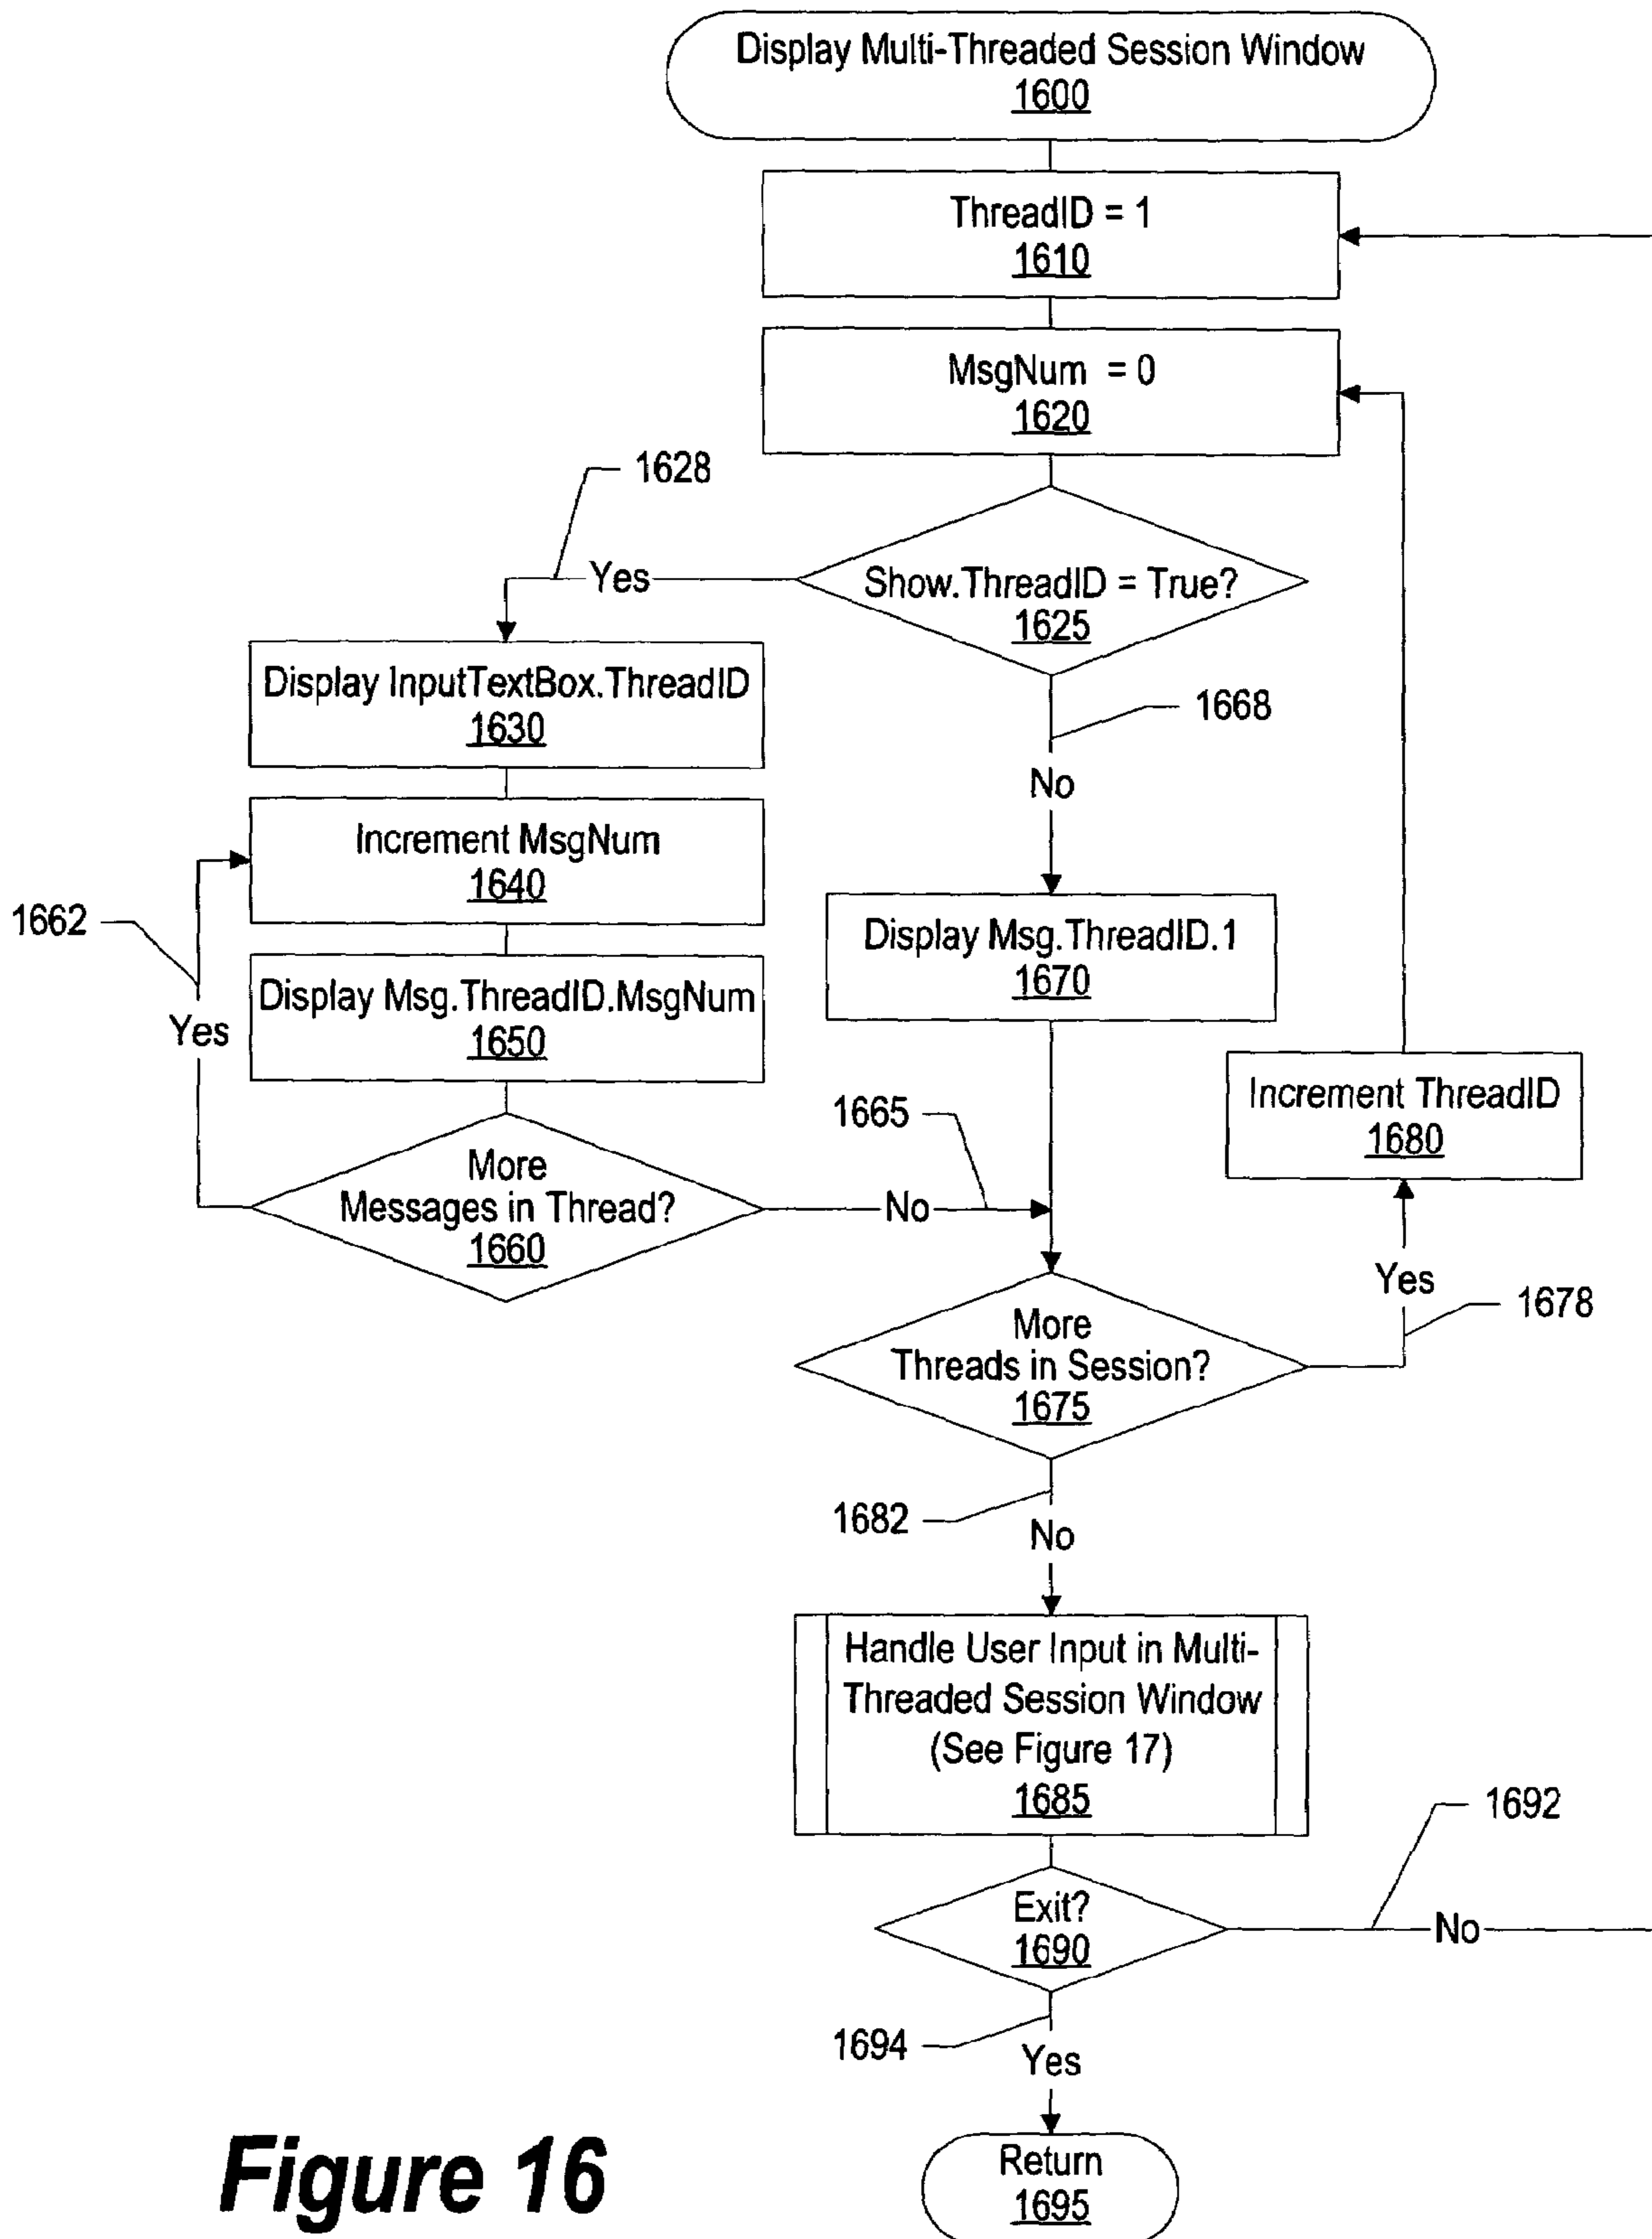 Display Multi-Threaded Session Window
1600
ThreadID = 1
1610
MsgNum = 0
1620
1628
Yes
Show.ThreadID = True?
1625
Display InputTextBox.ThreadID
1630
1668
No
Increment MsgNum
1640
1662
Yes
Display Msg.ThreadID.1
1670
Display Msg.ThreadID.MsgNum
1650
Increment ThreadID
1680
1665
More
Messages in Thread?
1660
No
Yes
1678
More
Threads in Session?
1675
1682
No
Handle User Input in Multi-
Threaded Session Window
(See Figure 17)
1685
1692
Exit?
1690
No
1694
Yes
Return
1695
Figure 16